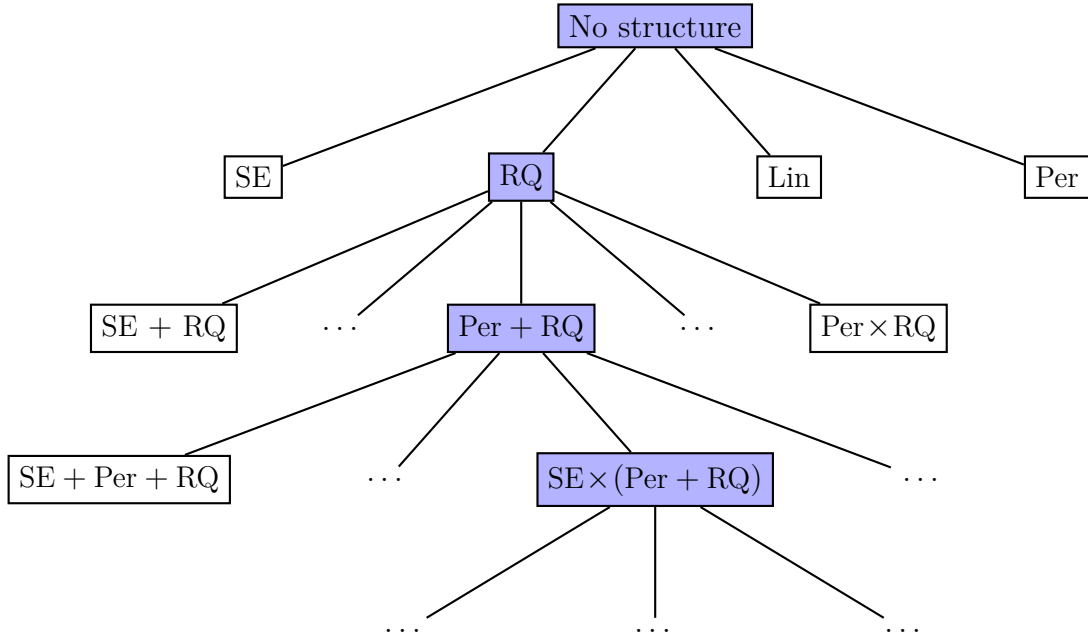 No structure
SE
RQ
Lin
Per
SE + RQ
...
Per + RQ
...
Per×RQ
SE + Per + RQ
...
SE×(Per + RQ)
...
...
...
...